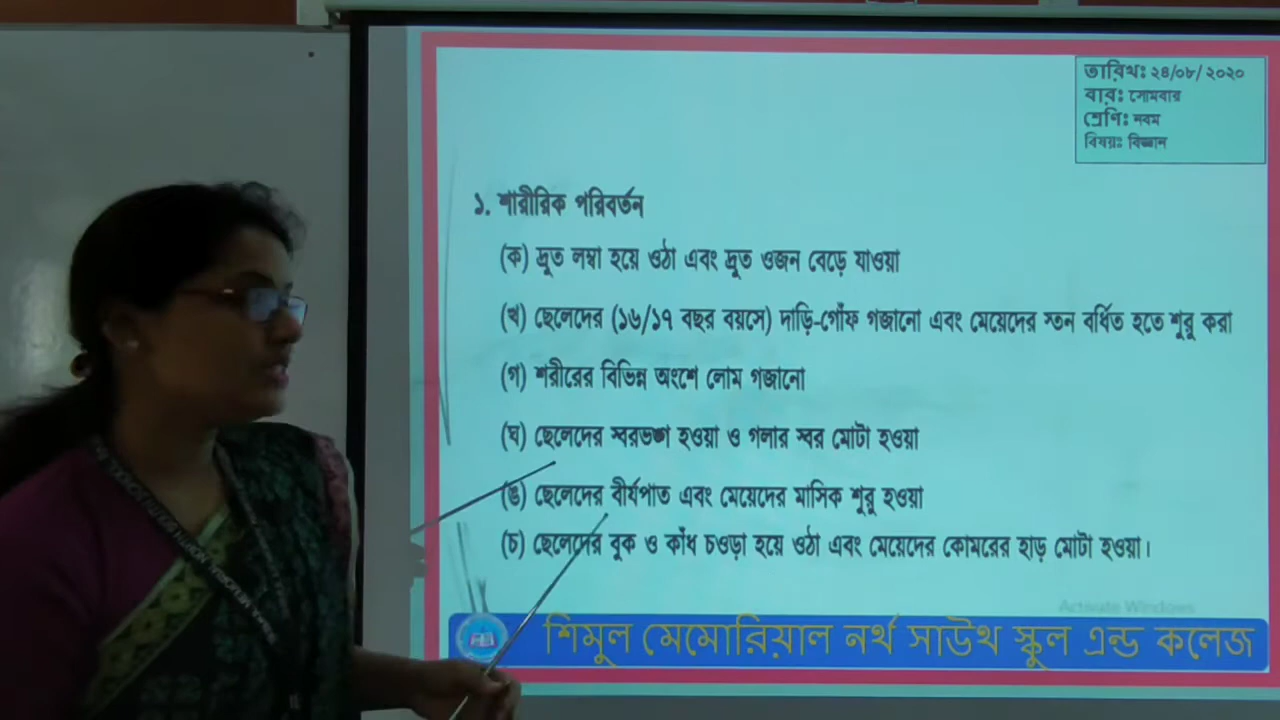 তারিখঃ ২৪/০৮/ ২০২০
বারঃ সোমবার
শ্রেণিঃ নবম
বিষয়ঃ বিজ্ঞান
১. শারীরিক পরিবর্তন
(ক) দ্রুত লম্বা হয়ে ওঠা এবং দ্রুত ওজন বেড়ে যাওয়া
(খ) ছেলেদের (১৬/১৭ বছর বয়সে) দাড়ি-গোঁফ গজানো এবং মেয়েদের স্তন বর্ধিত হতে শুরু করা
(গ) শরীরের বিভিন্ন অংশে লোম গজানো
(ঘ) ছেলেদের স্বরভঙ্গ হওয়া ও গলার স্বর মোটা হওয়া
(ঙ) ছেলেদের বীর্যপাত এবং মেয়েদের মাসিক শুরু হওয়া
(চ) ছেলেদের বুক ও কাঁধ চওড়া হয়ে ওঠা এবং মেয়েদের কোমরের হাড় মোটা হওয়া।
Activate Windows
শিমুল মেমোরিয়াল নর্থ সাউথ স্কুল এন্ড কলেজ